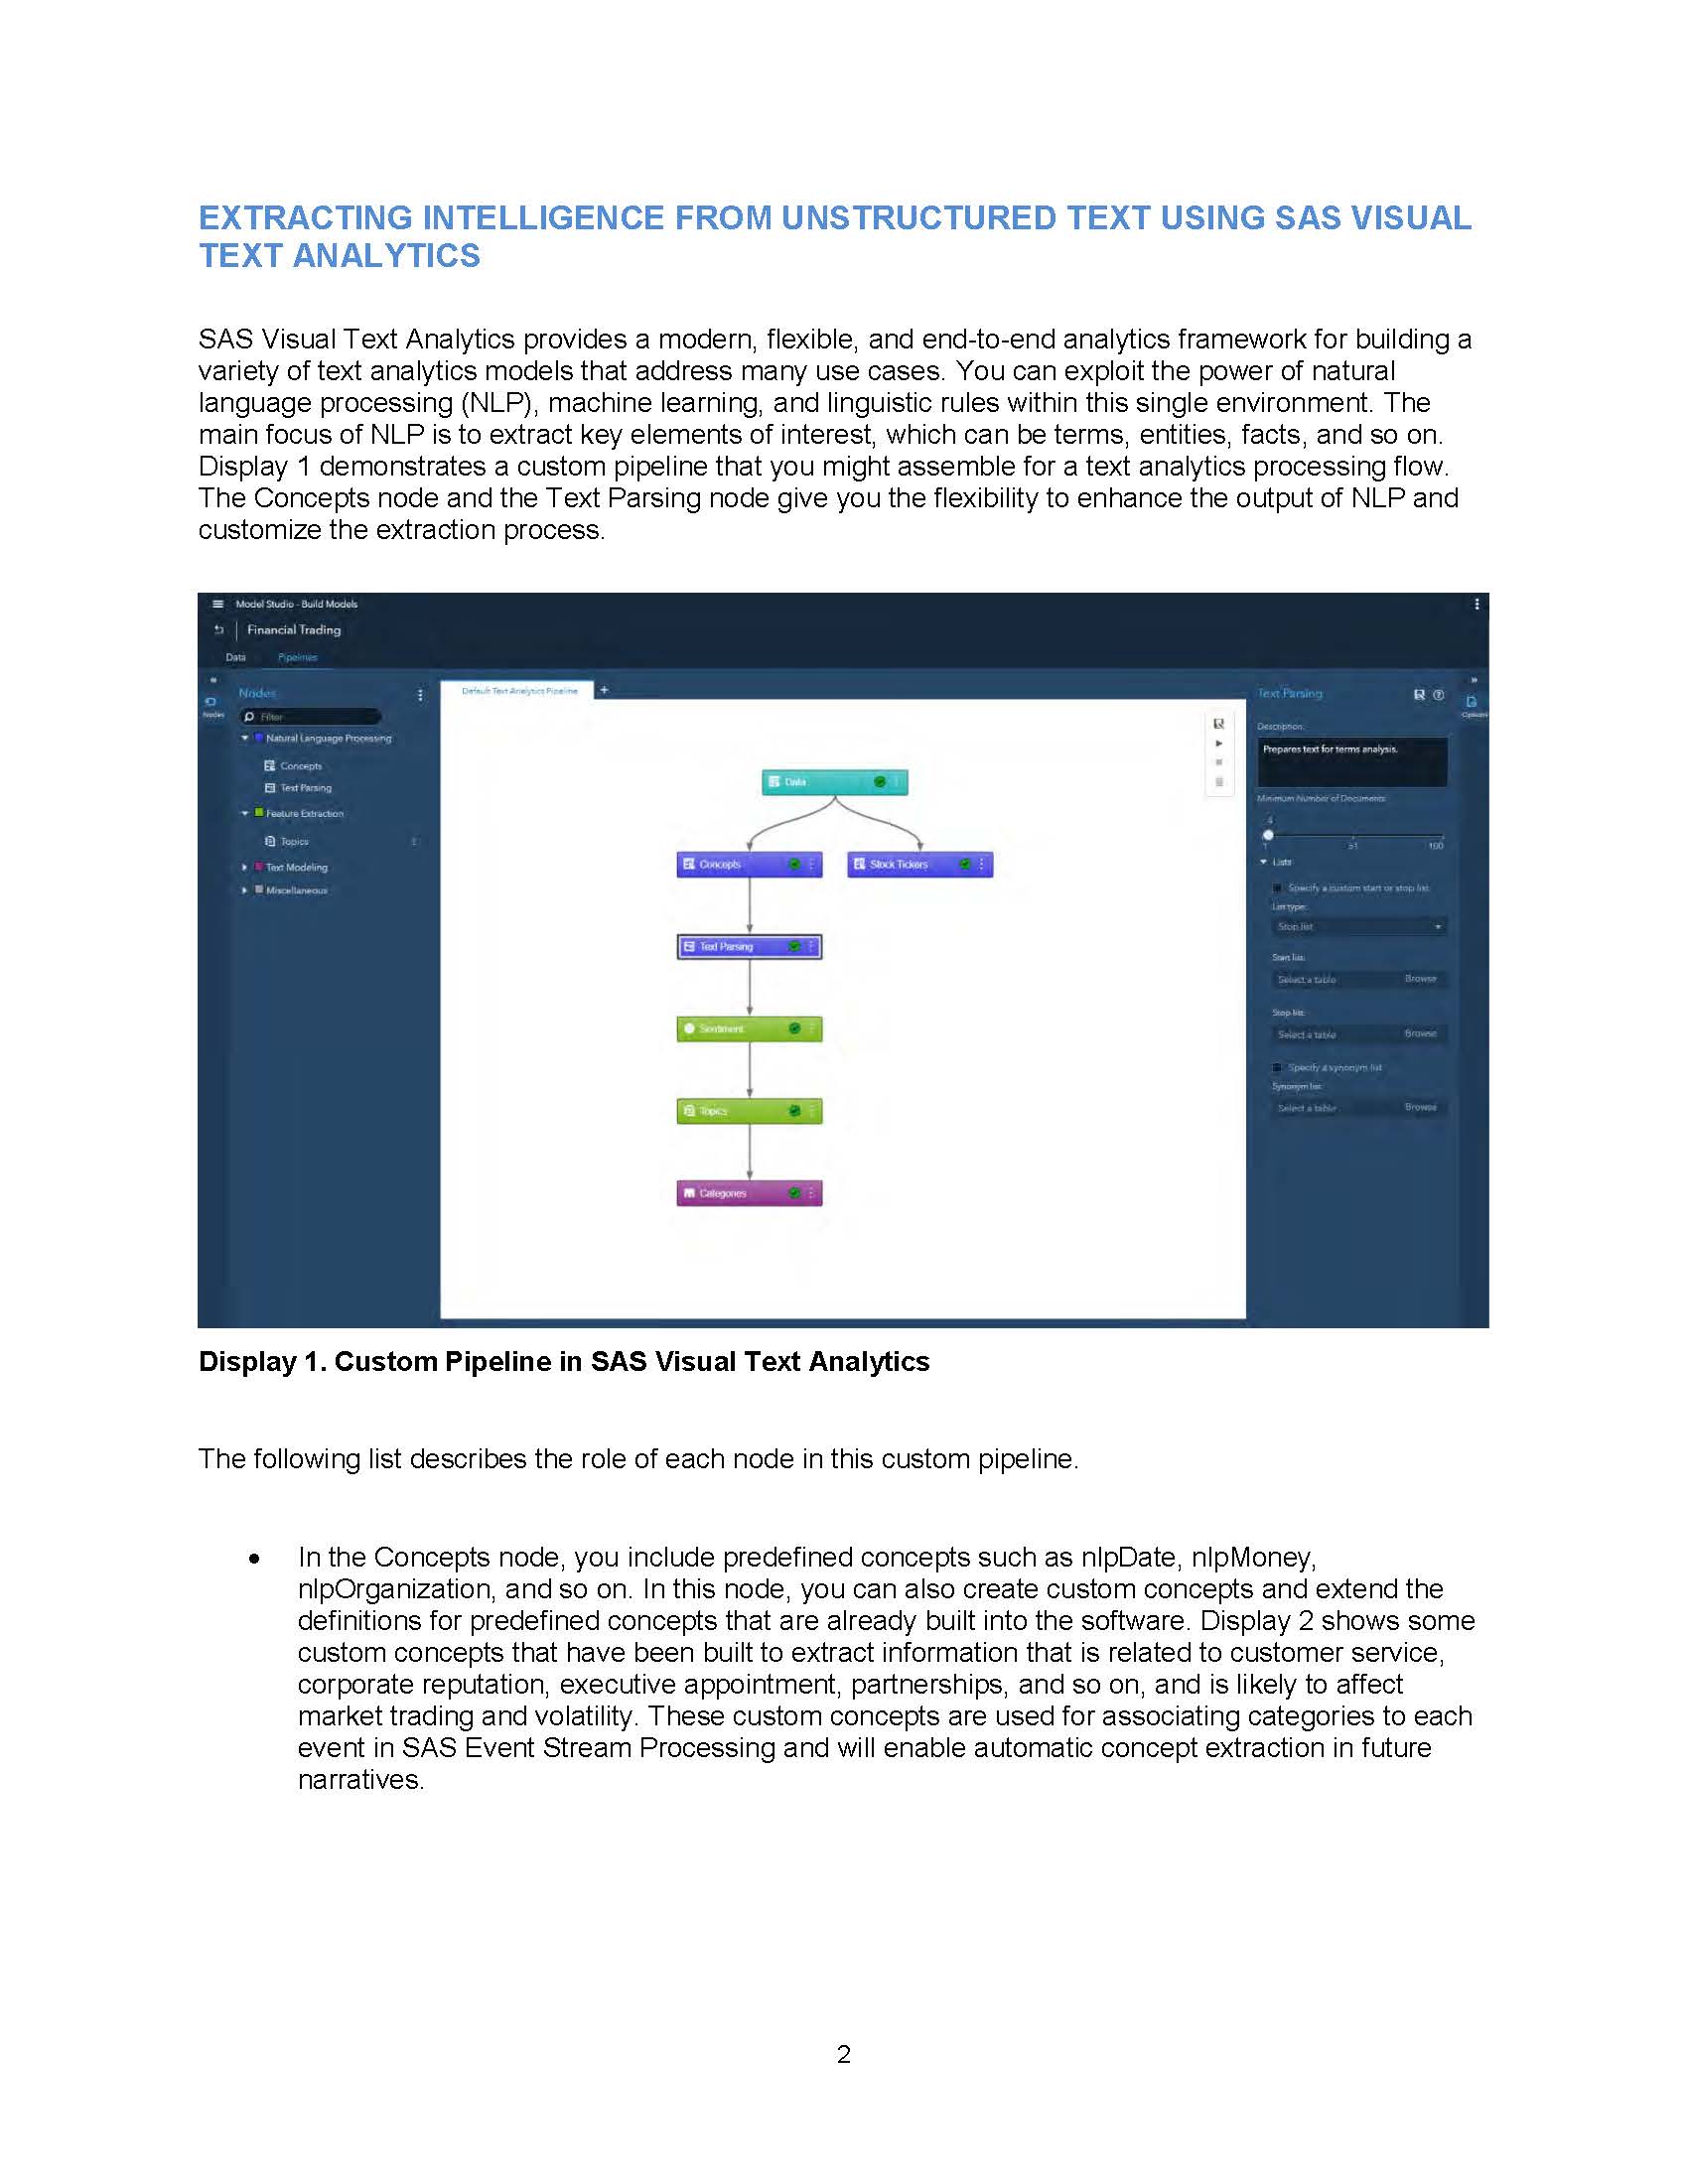 EXTRACTING INTELLIGENCE FROM UNSTRUCTURED TEXT USING SAS VISUAL
TEXT ANALYTICS
SAS Visual Text Analytics provides a modern, flexible, and end-to-end analytics framework for building a
variety of text analytics models that address many use cases. You can exploit the power of natural
language processing (NLP), machine learning, and linguistic rules within this single environment. The
main focus of NLP is to extract key elements of interest, which can be terms, entities, facts, and so on.
Display 1 demonstrates a custom pipeline that you might assemble for a text analytics processing flow.
The Concepts node and the Text Parsing node give you the flexibility to enhance the output of NLP and
customize the extraction process.
Model Studio - Build Models
Financial Trading
Data Pipelines
Nodes
Nodes
Filter
Natural Language Processing
Concepts
Text Parsing
Feature Extraction
Topics
Text Modeling
Miscellaneous
Default Text Analytics Pipeline +
Data
Concepts
Stock Tickers
Text Parsing
Sentiment
Topics
Categories
Text Parsing
Options
Description:
Prepares text for terms analysis.
Minimum Number of Documents:
4
1 51 100
Lists
Specify a custom start or stop list
List type:
Stop list
Start list:
Select a table Browse
Stop list:
Select a table Browse
Specify a synonym list
Synonym list:
Select a table Browse
Display 1. Custom Pipeline in SAS Visual Text Analytics
The following list describes the role of each node in this custom pipeline.
• In the Concepts node, you include predefined concepts such as nlpDate, nlpMoney,
nlpOrganization, and so on. In this node, you can also create custom concepts and extend the
definitions for predefined concepts that are already built into the software. Display 2 shows some
custom concepts that have been built to extract information that is related to customer service,
corporate reputation, executive appointment, partnerships, and so on, and is likely to affect
market trading and volatility. These custom concepts are used for associating categories to each
event in SAS Event Stream Processing and will enable automatic concept extraction in future
narratives.
2